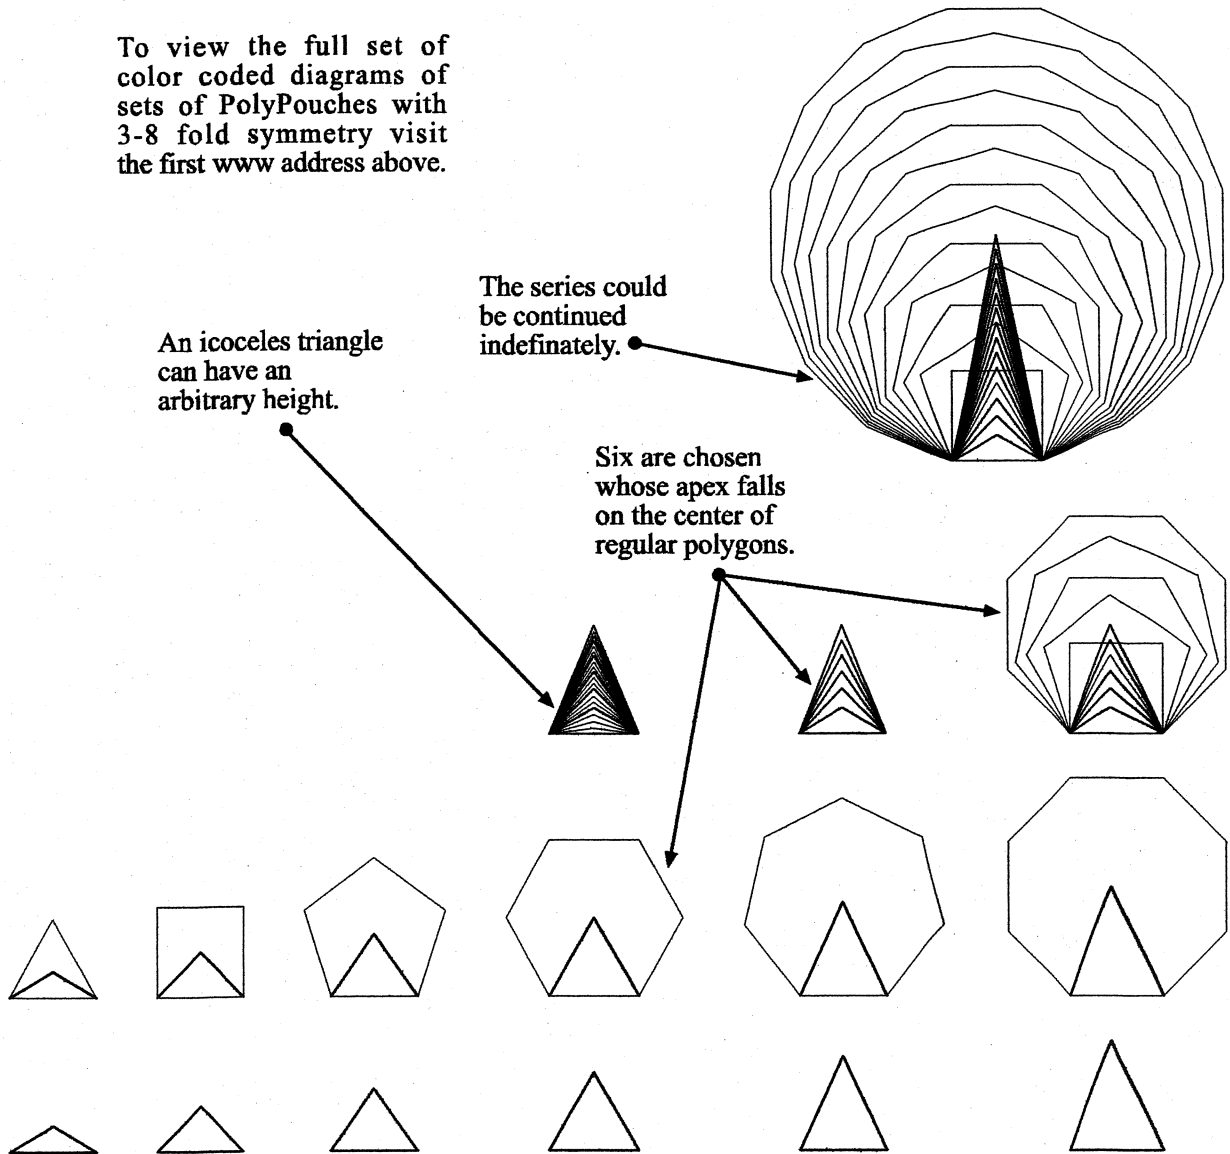 To view the full set of
color coded diagrams of
sets of PolyPouches with
3-8 fold symmetry visit
the first www address above.
The series could
be continued
indefinately.
An icoceles triangle
can have an
arbitrary height.
Six are chosen
whose apex falls
on the center of
regular polygons.